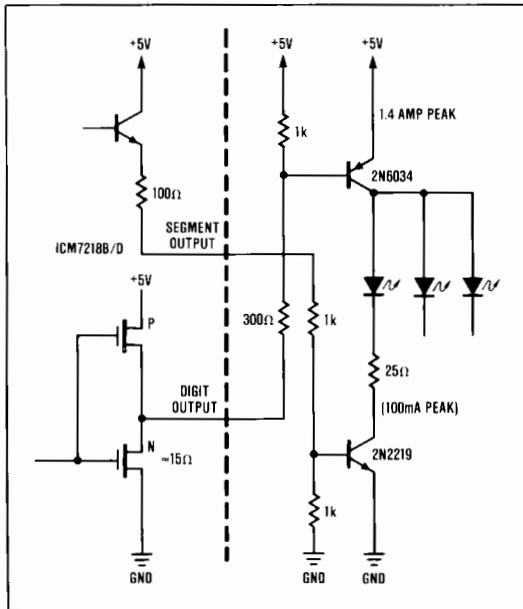 +5V
+5V
+5V
1k
1.4 AMP PEAK
2N6034
100Ω
ICM7218B/D
SEGMENT
OUTPUT
+5V
P
300Ω
1k
25Ω
DIGIT
OUTPUT
(100mA PEAK)
N
≈15Ω
2N2219
1k
GND
GND
GND